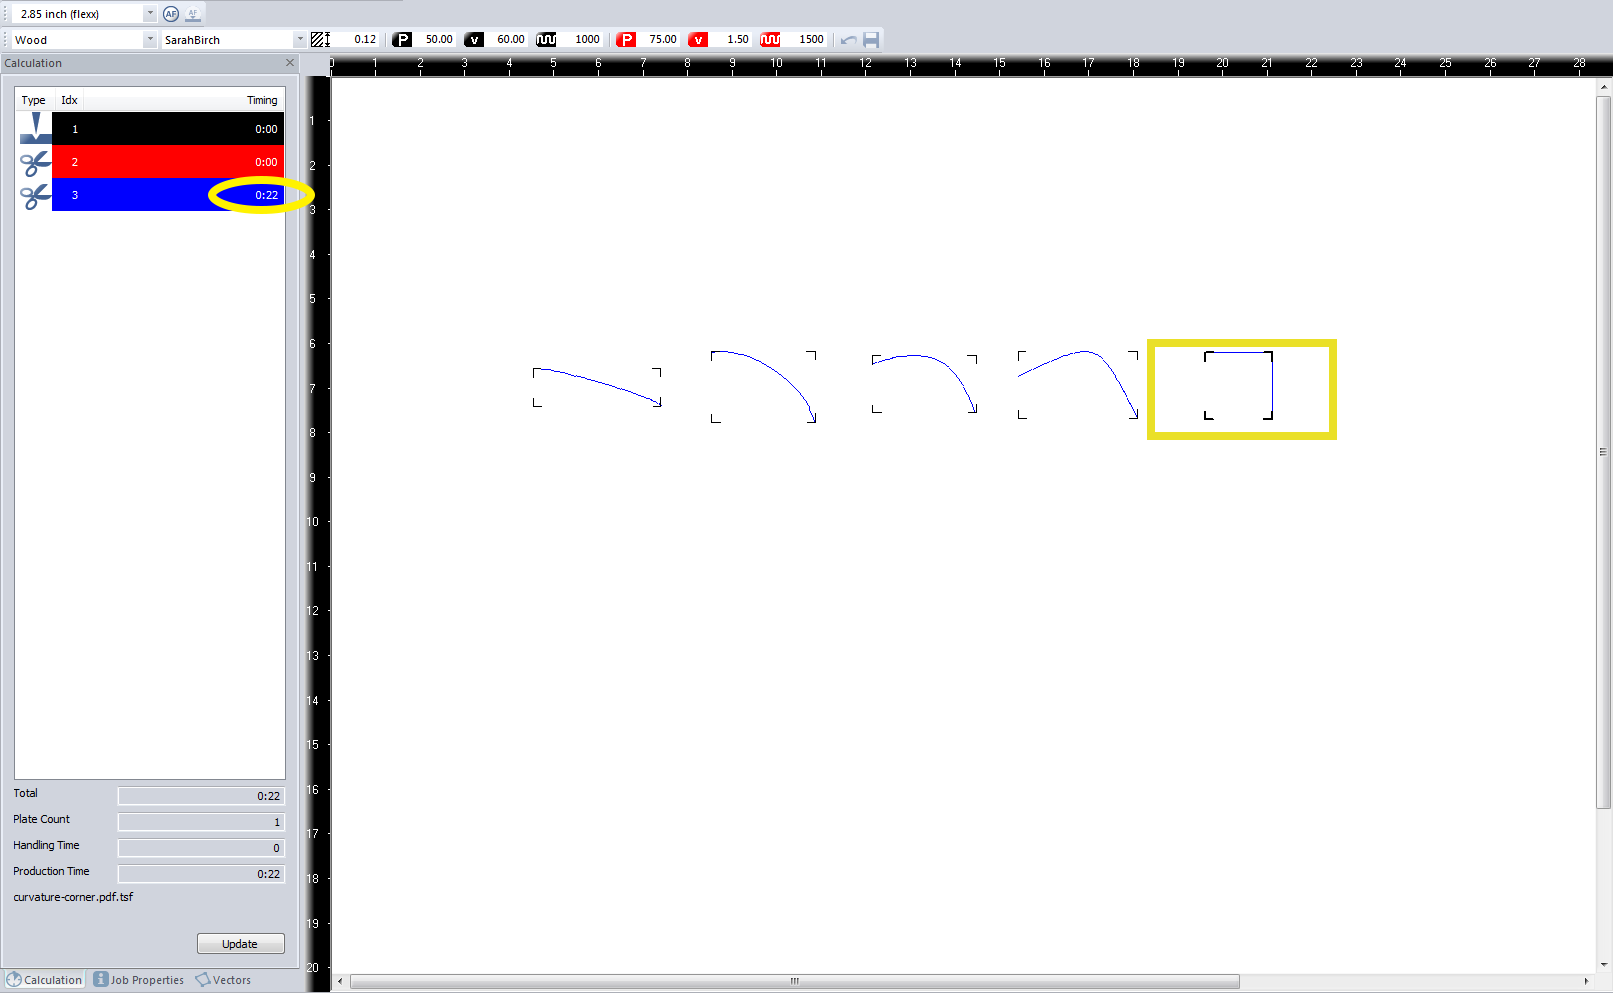 2.85 inch (flexx) AF AF
Wood SarahBirch 0.12 P 50.00 v 60.00 1000 P 75.00 v 1.50 1500
Calculation
0 1 2 3 4 5 6 7 8 9 10 11 12 13 14 15 16 17 18 19 20 21 22 23 24 25 26 27 28
Type Idx Timing
1 0:00
2 0:00
3 0:22
1
2
3
4
5
6
7
8
9
10
11
12
13
14
15
16
17
18
19
20
Total 0:22
Plate Count 1
Handling Time 0
Production Time 0:22
curvature-corner.pdf.tsf
Update
Calculation Job Properties Vectors